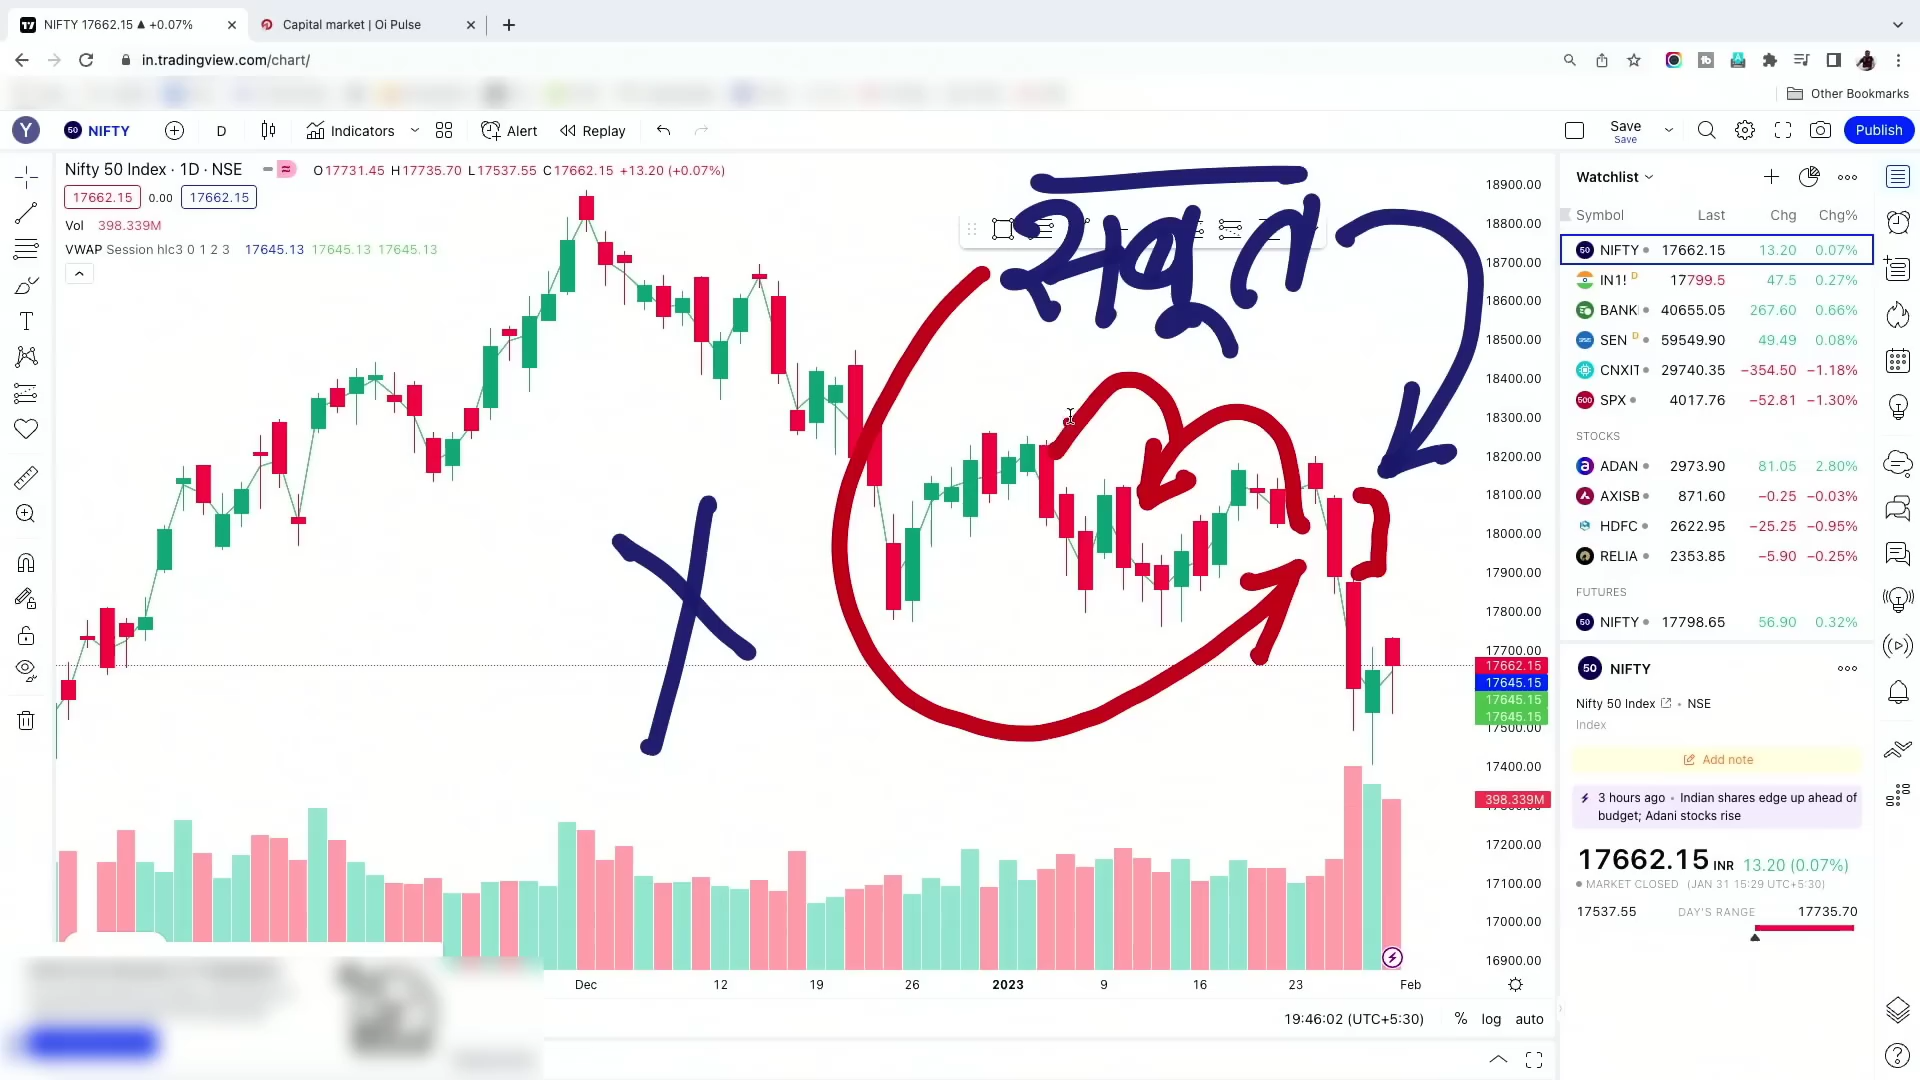 NIFTY 17662.15 ▲ +0.07%
Capital market | Oi Pulse
in.tradingview.com/chart/
Other Bookmarks
Y
50 NIFTY
D
Indicators
Alert
Replay
Save
Save
Publish
Nifty 50 Index · 1D · NSE
O17731.45 H17735.70 L17537.55 C17662.15 +13.20 (+0.07%)
17662.15 0.00 17662.15
Vol 398.339M
VWAP Session hlc3 0 1 2 3 17645.13 17645.13 17645.13
सबूत
18900.00
18800.00
18700.00
18600.00
18500.00
18400.00
18300.00
18200.00
18100.00
18000.00
17900.00
17800.00
17700.00
17662.15
17645.15
17645.15
17645.15
17500.00
17400.00
398.339M
17200.00
17100.00
17000.00
16900.00
Dec 12 19 26 2023 9 16 23 Feb
19:46:02 (UTC+5:30) % log auto
Watchlist
Symbol Last Chg Chg%
50 NIFTY 17662.15 13.20 0.07%
IN1! D 17799.5 47.5 0.27%
BANK 40655.05 267.60 0.66%
SEN D 59549.90 49.49 0.08%
CNXIT 29740.35 −354.50 −1.18%
500 SPX 4017.76 −52.81 −1.30%
STOCKS
ADAN 2973.90 81.05 2.80%
AXISB 871.60 −0.25 −0.03%
HDFC 2622.95 −25.25 −0.95%
RELIA 2353.85 −5.90 −0.25%
FUTURES
50 NIFTY 17798.65 56.90 0.32%
50 NIFTY
Nifty 50 Index · NSE
Index
Add note
3 hours ago · Indian shares edge up ahead of
budget; Adani stocks rise
17662.15 INR 13.20 (0.07%)
MARKET CLOSED (JAN 31 15:29 UTC+5:30)
17537.55 DAY'S RANGE 17735.70